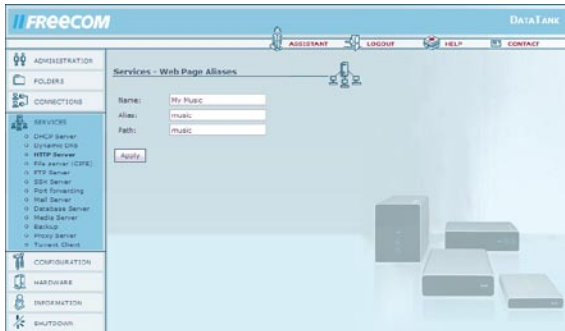 FREECOM
DATATANK
ASSISTANT
LOGOUT
HELP
CONTACT
ADMINISTRATION
FOLDERS
CONNECTIONS
SERVICES
DHCP Server
Dynamic DNS
HTTP Server
File server (CIFS)
FTP Server
SSH Server
Port forwarding
Mail Server
Database Server
Media Server
Backup
Proxy Server
Torrent Client
CONFIGURATION
HARDWARE
INFORMATION
SHUTDOWN
Services - Web Page Aliases
Name: My Music
Alias: music
Path: music
Apply